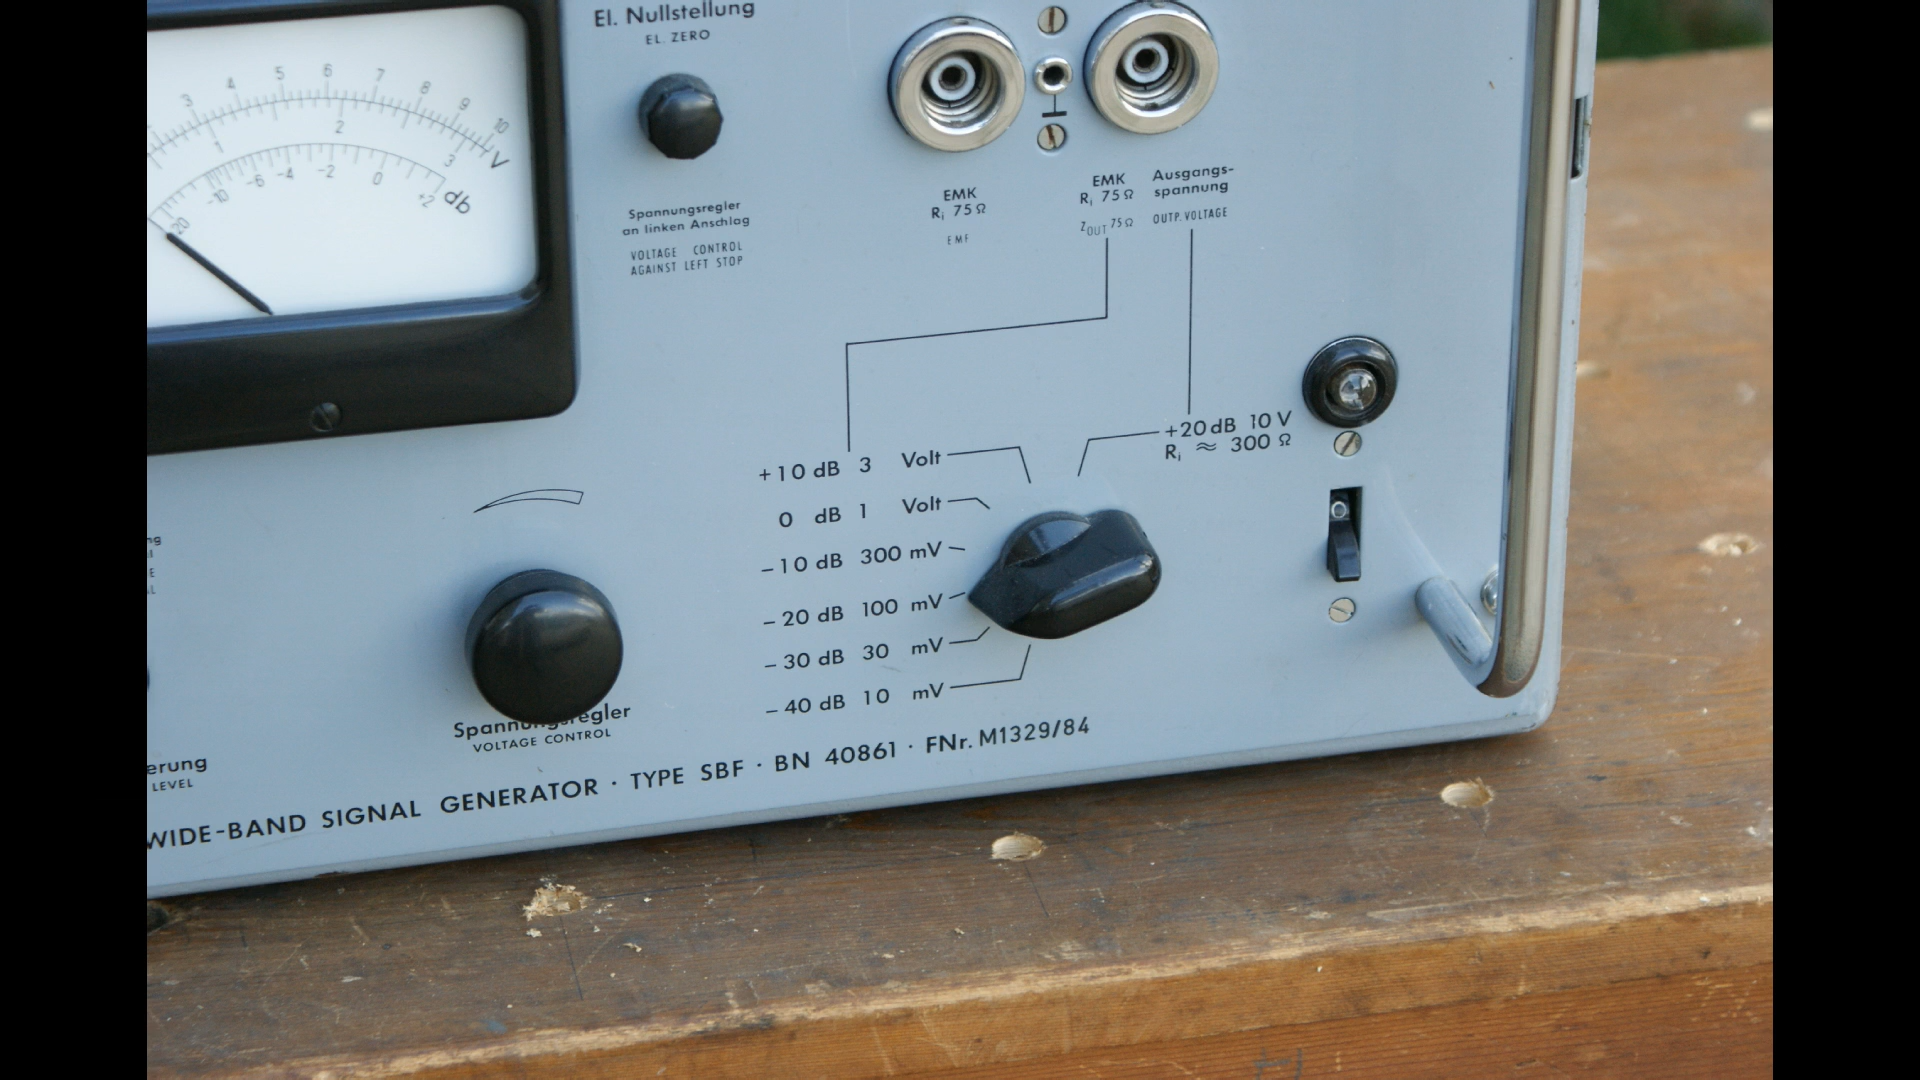 El. Nullstellung
EL. ZERO
3 4 5 6 7 8 9 10
V
1 2 3
20 -10 -6 -4 -2 0 +2
db
Spannungsregler
an linken Anschlag
VOLTAGE CONTROL
AGAINST LEFT STOP
EMK
Ri 75 Ω
EMF
EMK
Ri 75 Ω
ZOUT 75 Ω
Ausgangs-
spannung
OUTP. VOLTAGE
+20 dB 10 V
Ri ≈ 300 Ω
+10 dB 3 Volt
0 dB 1 Volt
-10 dB 300 mV
-20 dB 100 mV
-30 dB 30 mV
-40 dB 10 mV
Spannungsregler
VOLTAGE CONTROL
erung
LEVEL
WIDE-BAND SIGNAL GENERATOR · TYPE SBF · BN 40861 · FNr. M1329/84